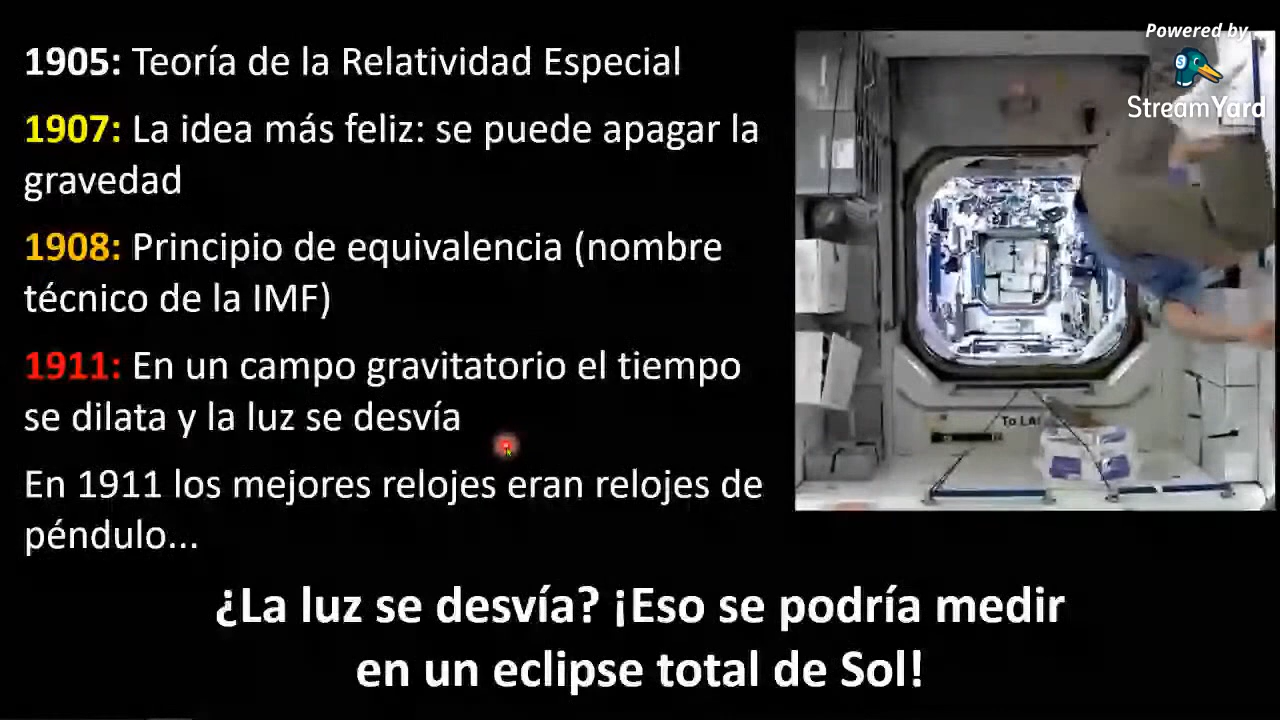 1905: Teoría de la Relatividad Especial
1907: La idea más feliz: se puede apagar la
gravedad
1908: Principio de equivalencia (nombre
técnico de la IMF)
1911: En un campo gravitatorio el tiempo
se dilata y la luz se desvía
En 1911 los mejores relojes eran relojes de
péndulo...
¿La luz se desvía? ¡Eso se podría medir
en un eclipse total de Sol!
Powered by
StreamYard
To LA